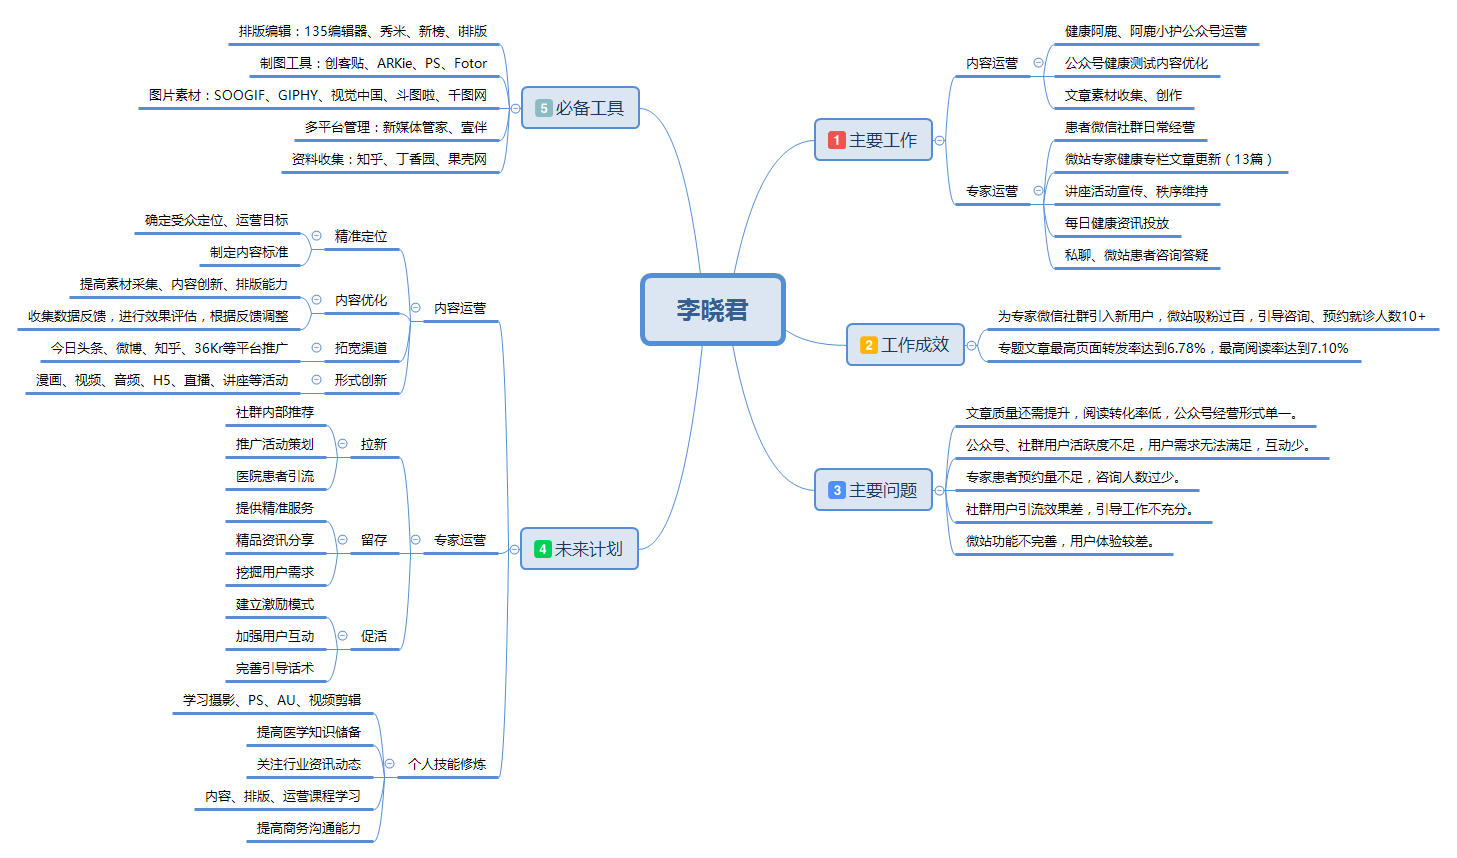 李晓君
1 主要工作
内容运营
健康阿鹿、阿鹿小护公众号运营
公众号健康测试内容优化
文章素材收集、创作
专家运营
患者微信社群日常经营
微站专家健康专栏文章更新（13篇）
讲座活动宣传、秩序维持
每日健康资讯投放
私聊、微站患者咨询答疑
2 工作成效
为专家微信社群引入新用户，微站吸粉过百，引导咨询、预约就诊人数10+
专题文章最高页面转发率达到6.78%，最高阅读率达到7.10%
3 主要问题
文章质量还需提升，阅读转化率低，公众号经营形式单一。
公众号、社群用户活跃度不足，用户需求无法满足，互动少。
专家患者预约量不足，咨询人数过少。
社群用户引流效果差，引导工作不充分。
微站功能不完善，用户体验较差。
4 未来计划
内容运营
精准定位
确定受众定位、运营目标
制定内容标准
内容优化
提高素材采集、内容创新、排版能力
收集数据反馈，进行效果评估，根据反馈调整
拓宽渠道
今日头条、微博、知乎、36Kr等平台推广
形式创新
漫画、视频、音频、H5、直播、讲座等活动
专家运营
拉新
社群内部推荐
推广活动策划
医院患者引流
留存
提供精准服务
精品资讯分享
挖掘用户需求
促活
建立激励模式
加强用户互动
完善引导话术
个人技能修炼
学习摄影、PS、AU、视频剪辑
提高医学知识储备
关注行业资讯动态
内容、排版、运营课程学习
提高商务沟通能力
5 必备工具
排版编辑：135编辑器、秀米、新榜、i排版
制图工具：创客贴、ARKie、PS、Fotor
图片素材：SOOGIF、GIPHY、视觉中国、斗图啦、千图网
多平台管理：新媒体管家、壹伴
资料收集：知乎、丁香园、果壳网